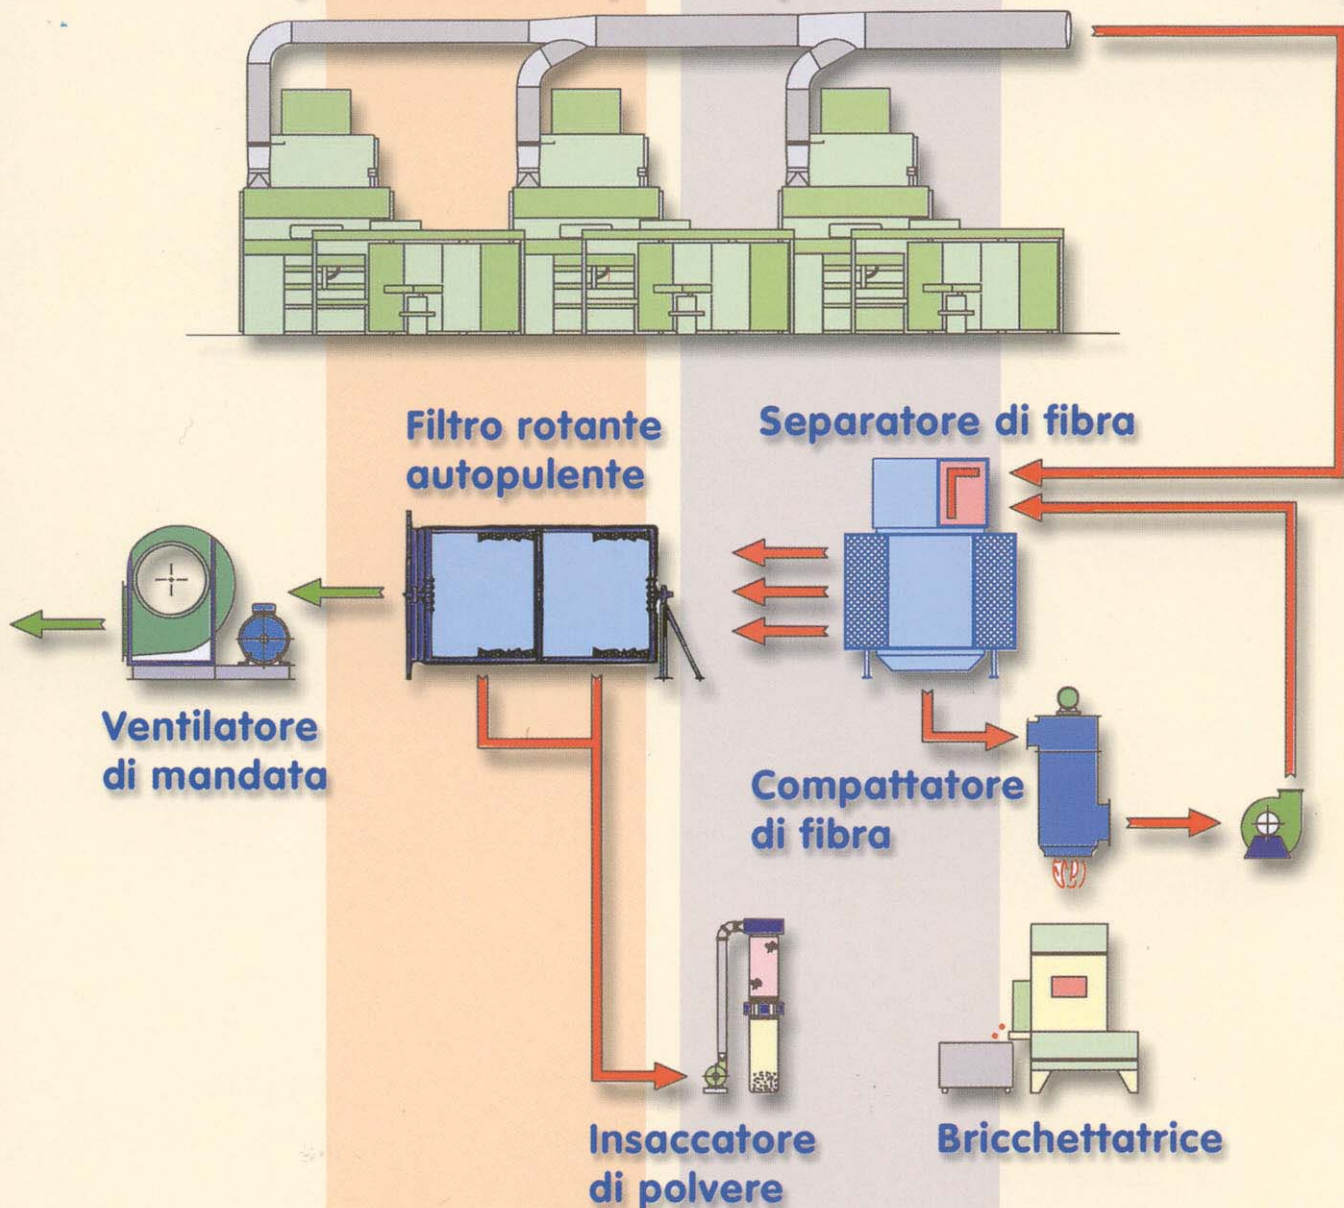 Filtro rotante
autopulente
Separatore di fibra
Ventilatore
di mandata
Compattatore
di fibra
Insaccatore
di polvere
Bricchettatrice